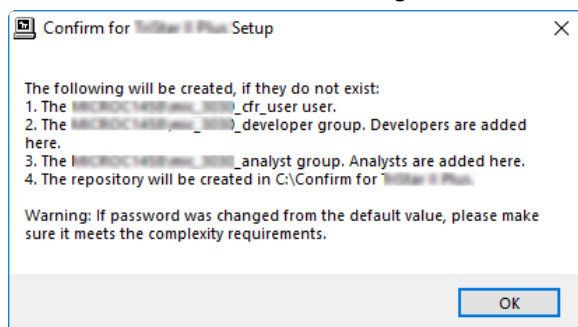 Confirm for Setup
The following will be created, if they do not exist:
1. The _cfr_user user.
2. The _developer group. Developers are added
here.
3. The _analyst group. Analysts are added here.
4. The repository will be created in C:\Confirm for
Warning: If password was changed from the default value, please make
sure it meets the complexity requirements.
OK